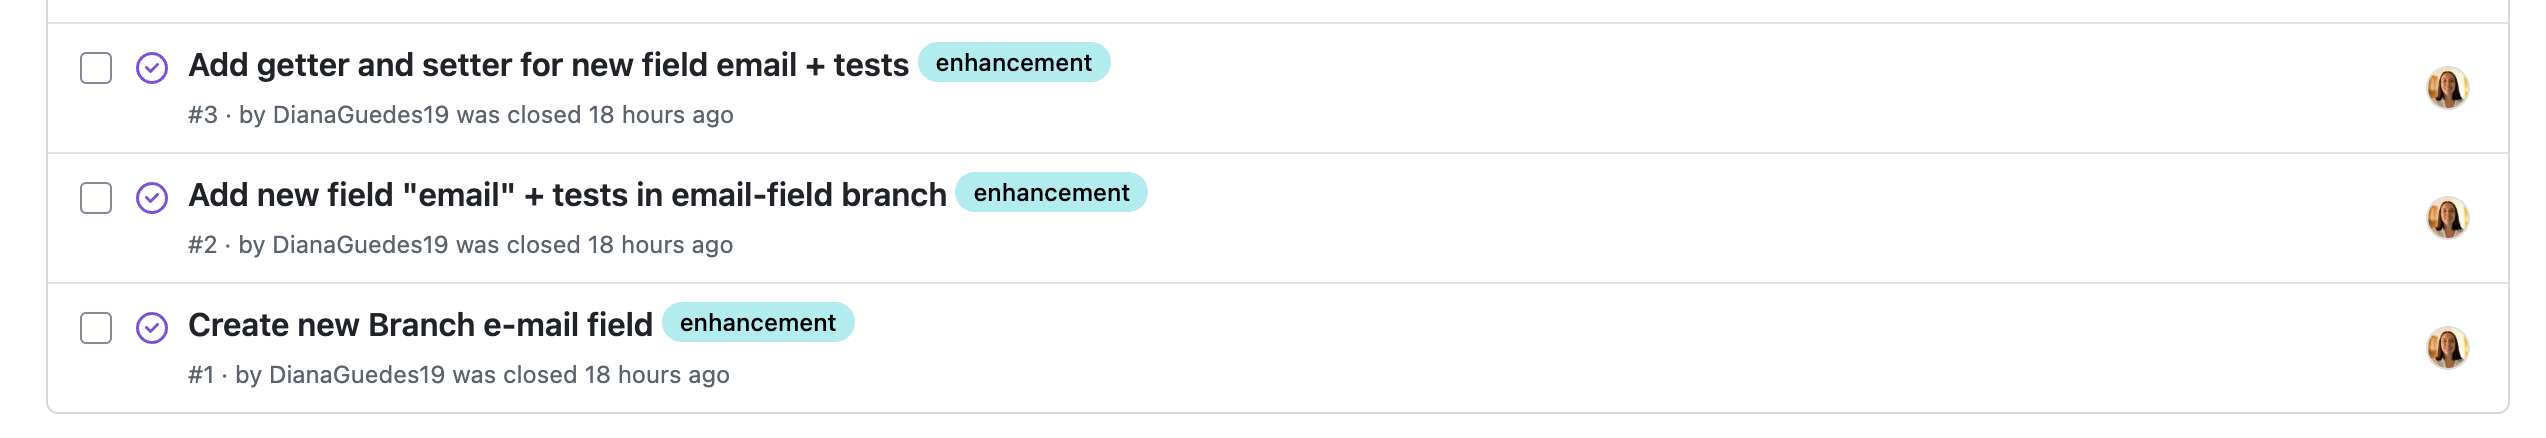 Add getter and setter for new field email + tests enhancement
#3 · by DianaGuedes19 was closed 18 hours ago
Add new field "email" + tests in email-field branch enhancement
#2 · by DianaGuedes19 was closed 18 hours ago
Create new Branch e-mail field enhancement
#1 · by DianaGuedes19 was closed 18 hours ago